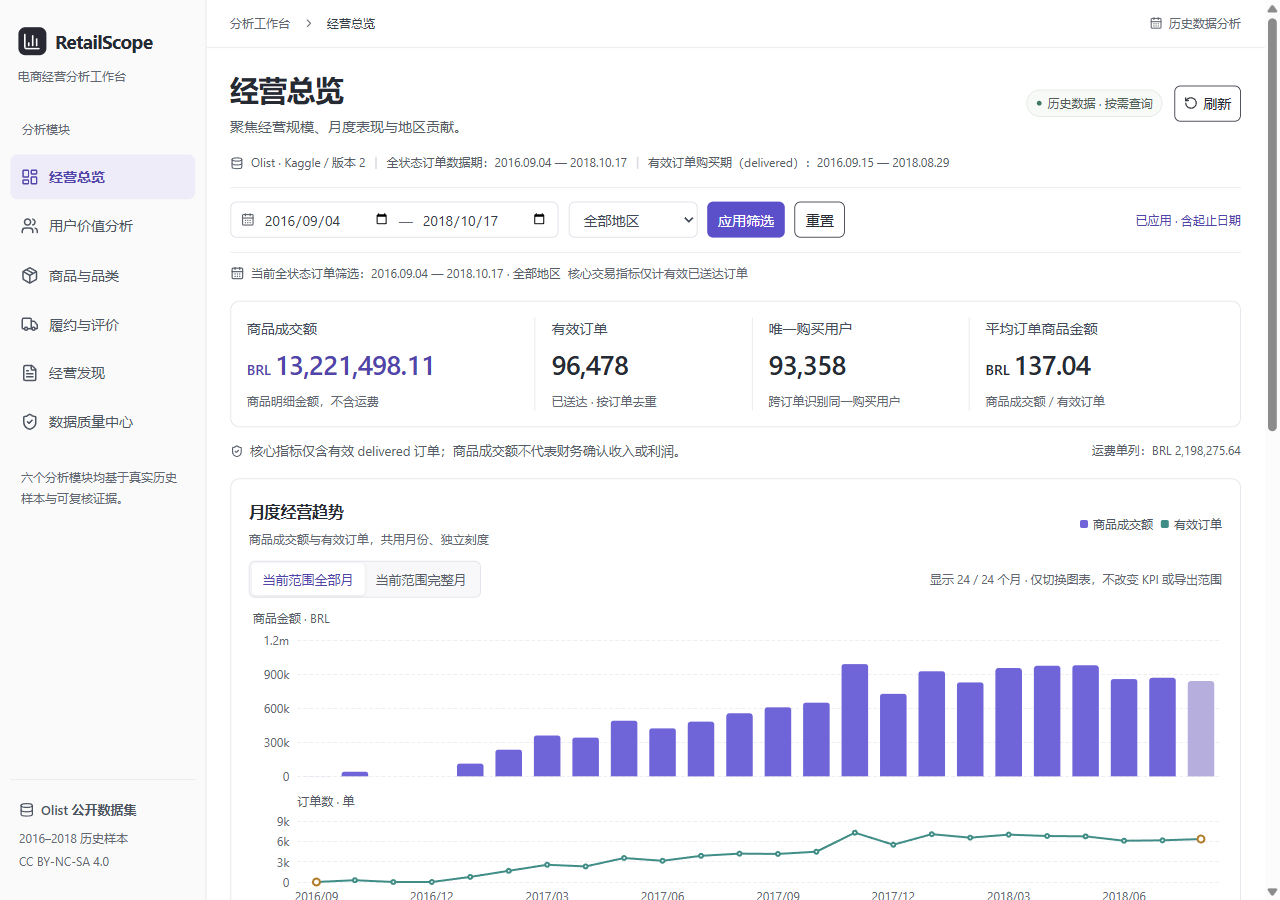 RetailScope
电商经营分析工作台
分析模块
经营总览
用户价值分析
商品与品类
履约与评价
经营发现
数据质量中心
六个分析模块均基于真实历史
样本与可复核证据。
Olist 公开数据集
2016–2018 历史样本
CC BY-NC-SA 4.0
分析工作台 > 经营总览
历史数据分析
经营总览
聚焦经营规模、月度表现与地区贡献。
历史数据 · 按需查询
刷新
Olist · Kaggle / 版本 2 | 全状态订单数据期：2016.09.04 — 2018.10.17 | 有效订单购买期（delivered）：2016.09.15 — 2018.08.29
2016/09/04 — 2018/10/17 全部地区 应用筛选 重置
已应用 · 含起止日期
当前全状态订单筛选：2016.09.04 — 2018.10.17 · 全部地区 核心交易指标仅计有效已送达订单
商品成交额
BRL 13,221,498.11
商品明细金额，不含运费
有效订单
96,478
已送达 · 按订单去重
唯一购买用户
93,358
跨订单识别同一购买用户
平均订单商品金额
BRL 137.04
商品成交额 / 有效订单
核心指标仅含有效 delivered 订单；商品成交额不代表财务确认收入或利润。
运费单列：BRL 2,198,275.64
月度经营趋势
商品成交额与有效订单，共用月份、独立刻度
商品成交额 有效订单
当前范围全部月 当前范围完整月
显示 24 / 24 个月 · 仅切换图表，不改变 KPI 或导出范围
商品金额 · BRL
1.2m
900k
600k
300k
0
订单数 · 单
9k
6k
3k
0
2016/09 2016/12 2017/03 2017/06 2017/09 2017/12 2018/03 2018/06